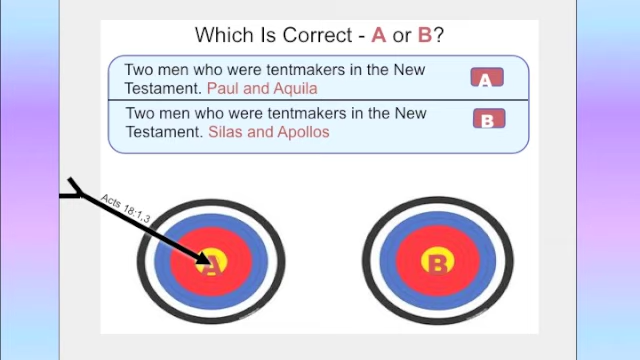 Which Is Correct - A or B?
Two men who were tentmakers in the New
Testament. Paul and Aquila
A
Two men who were tentmakers in the New
Testament. Silas and Apollos
B
Acts 18:1,3
A
B